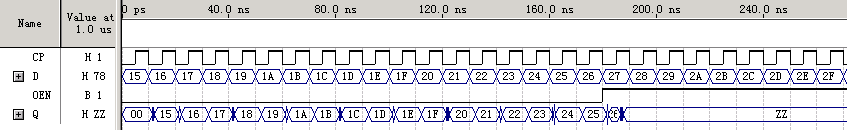 Name Value at 1.0 us 0 ps 40.0 ns 80.0 ns 120.0 ns 160.0 ns 200.0 ns 240.0 ns
CP H 1
D H 78 15 16 17 18 19 1A 1B 1C 1D 1E 1F 20 21 22 23 24 25 26 27 28 29 2A 2B 2C 2D 2E 2F
OEN B 1
Q H ZZ 00 15 16 17 18 19 1A 1B 1C 1D 1E 1F 20 21 22 23 24 25 ZZ